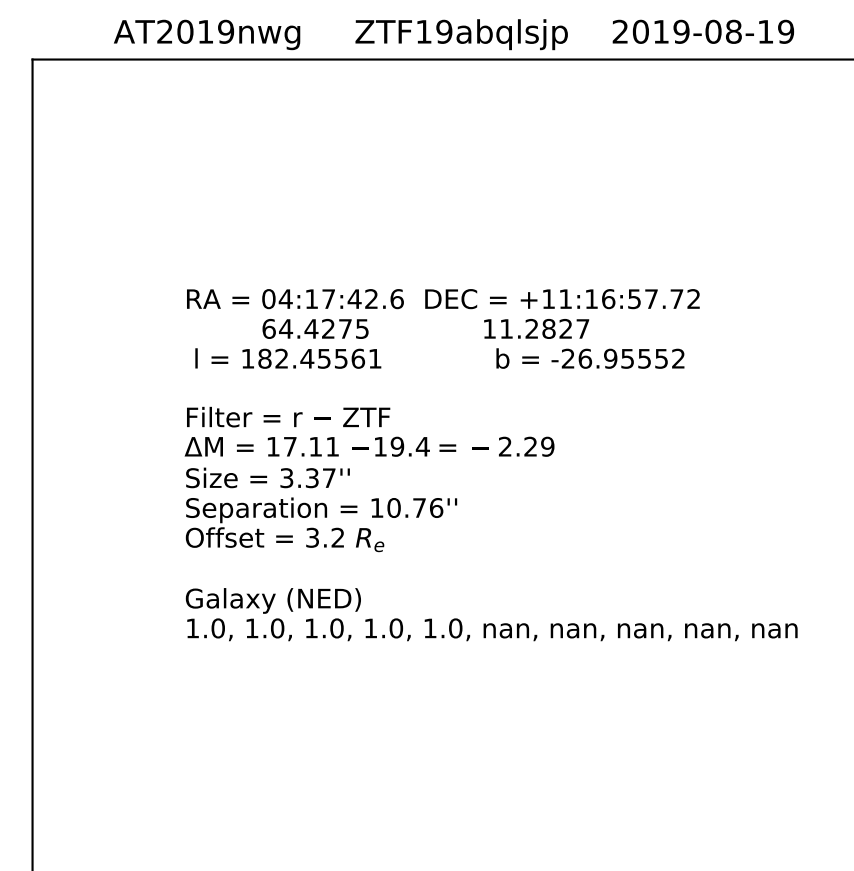 AT2019nwg ZTF19abqlsjp 2019-08-19
RA = 04:17:42.6 DEC = +11:16:57.72
64.4275 11.2827
l = 182.45561 b = -26.95552
Filter = r − ZTF
ΔM = 17.11 −19.4 = −2.29
Size = 3.37''
Separation = 10.76''
Offset = 3.2 Re
Galaxy (NED)
1.0, 1.0, 1.0, 1.0, 1.0, nan, nan, nan, nan, nan